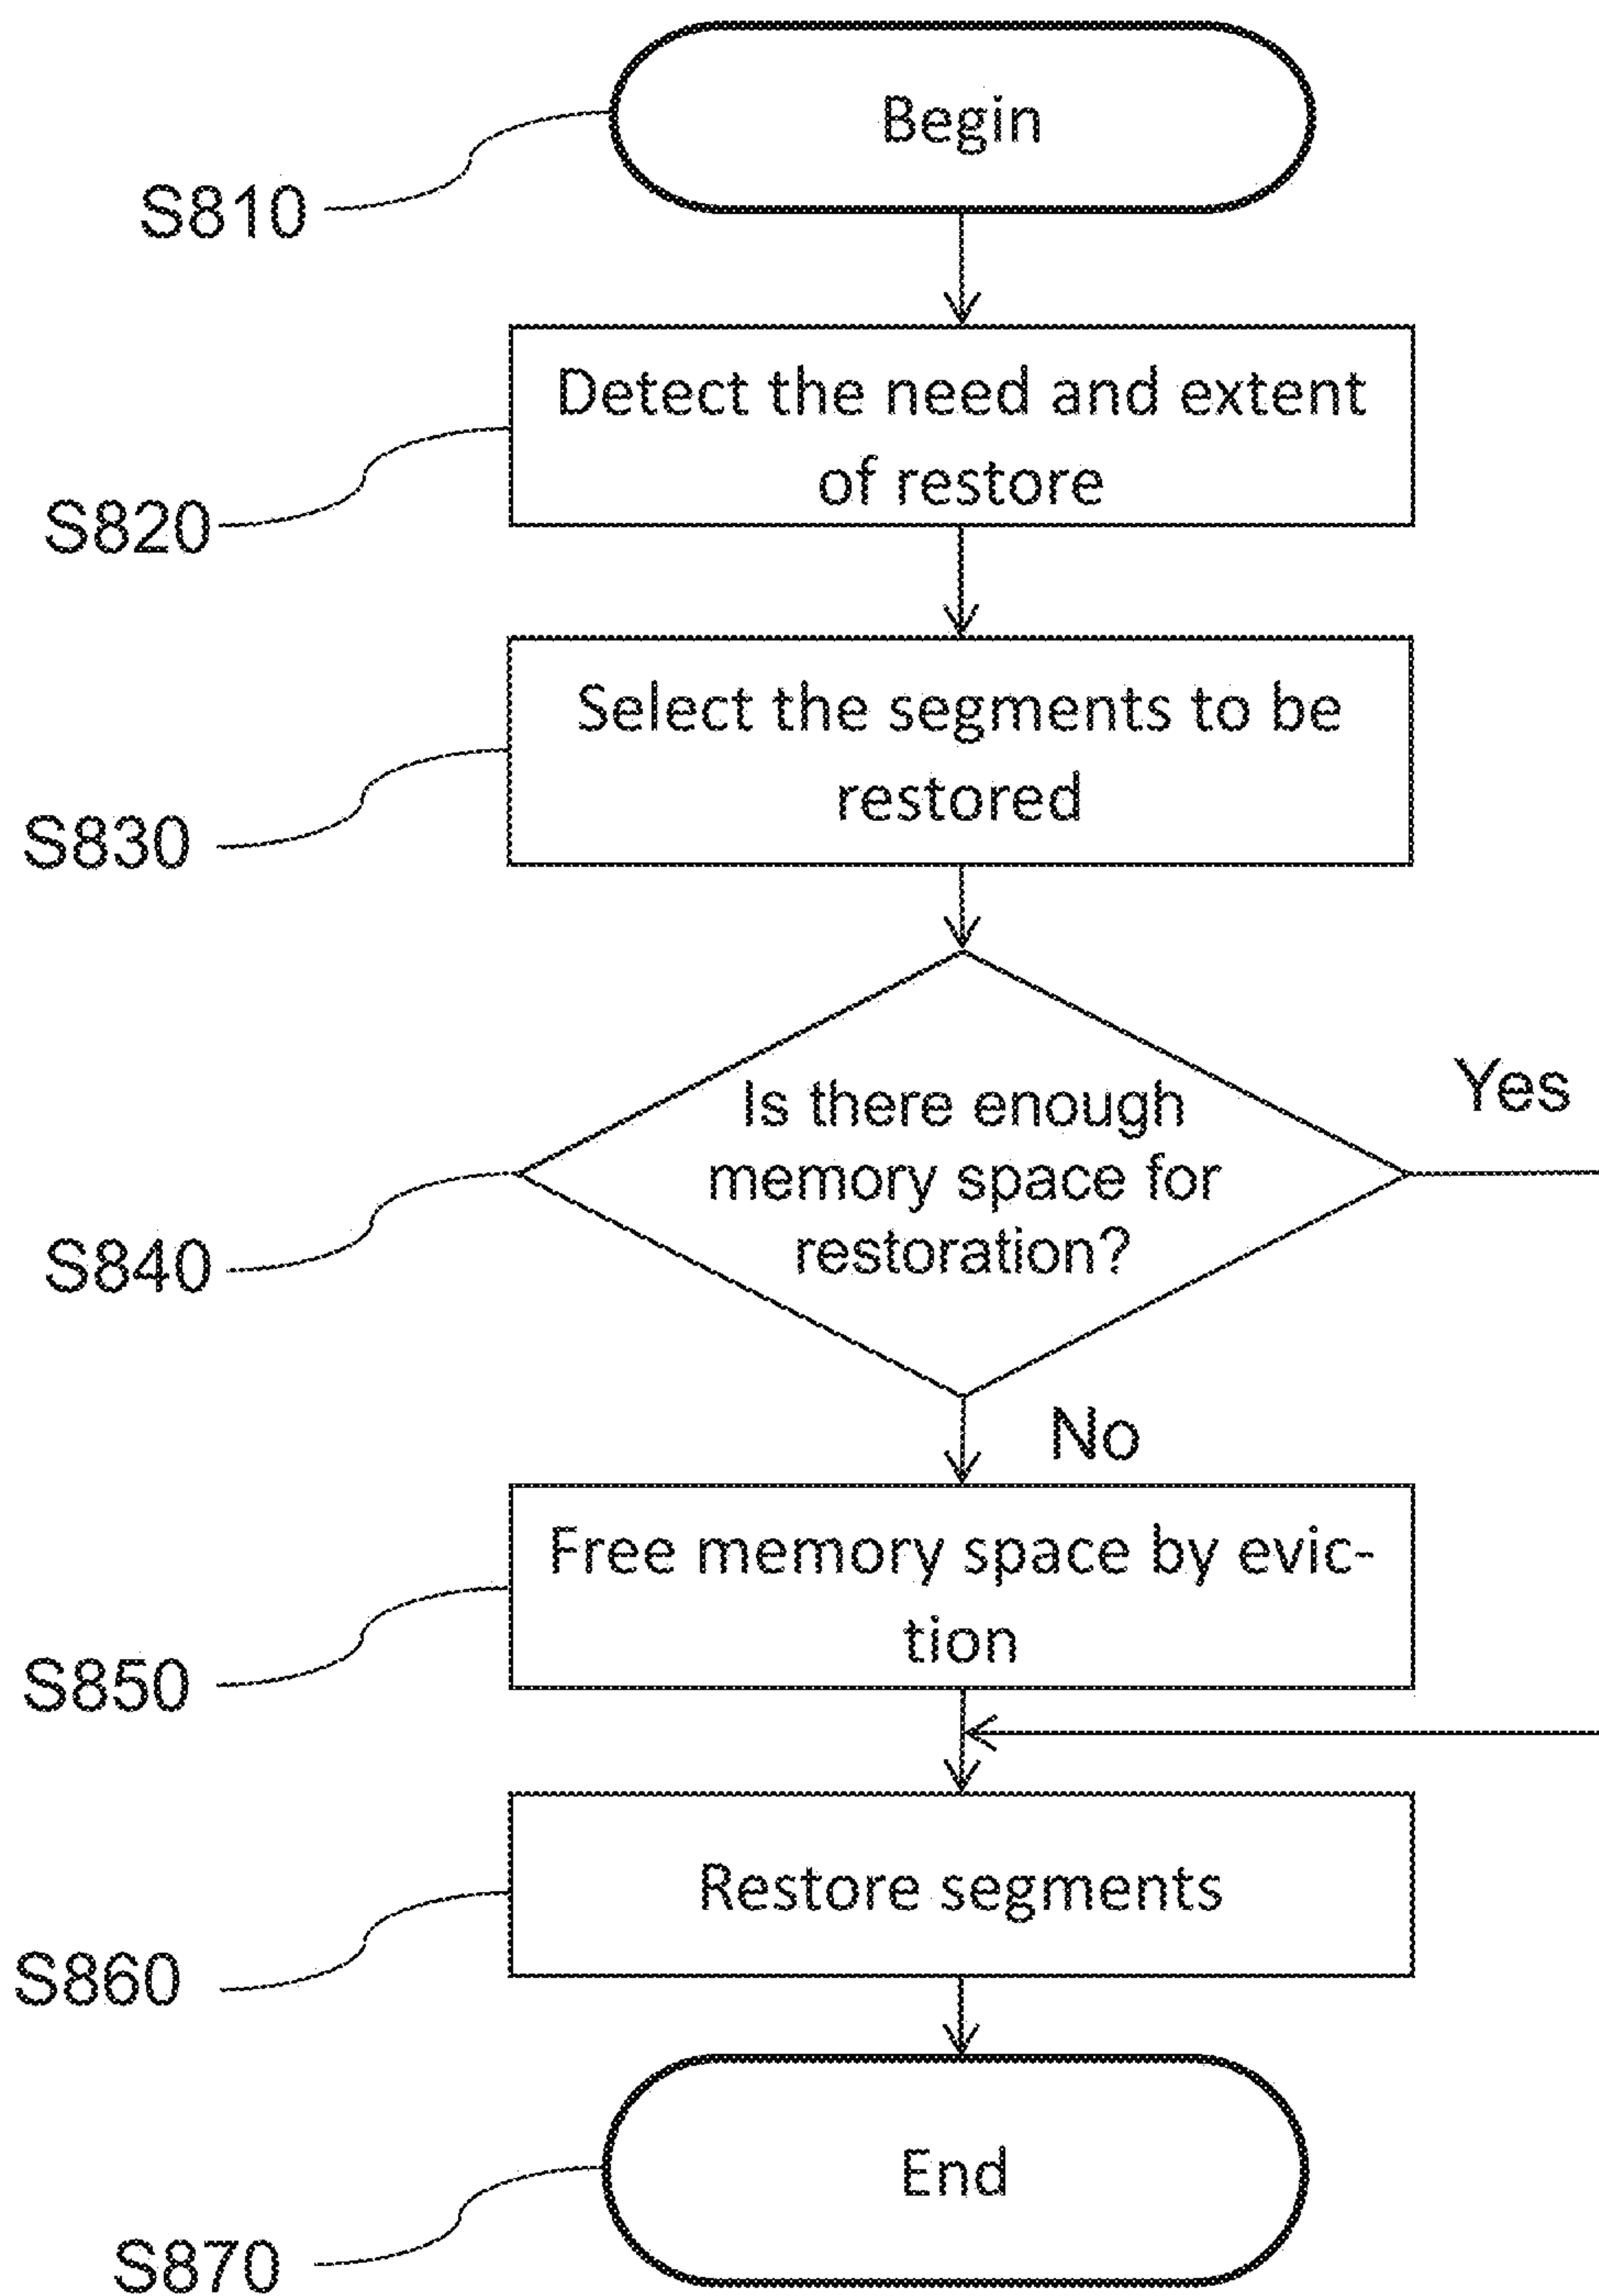 Begin
S810
Detect the need and extent
of restore
S820
Select the segments to be
restored
S830
Yes
Is there enough
memory space for
restoration?
S840
No
Free memory space by evic-
tion
S850
Restore segments
S860
End
S870